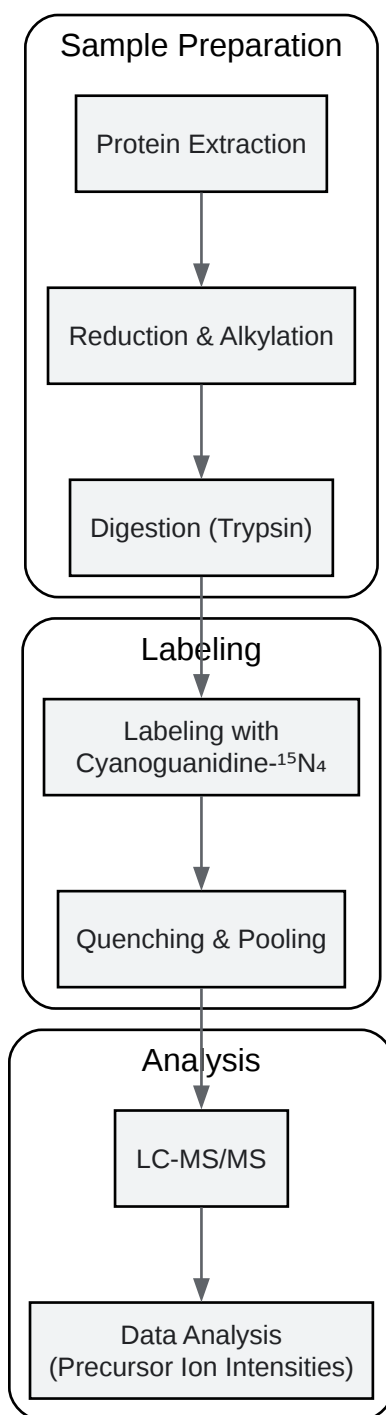 Sample Preparation
Protein Extraction
Reduction & Alkylation
Digestion (Trypsin)
Labeling
Labeling with
Cyanoguanidine-¹⁵N₄
Quenching & Pooling
Analysis
LC-MS/MS
Data Analysis
(Precursor Ion Intensities)